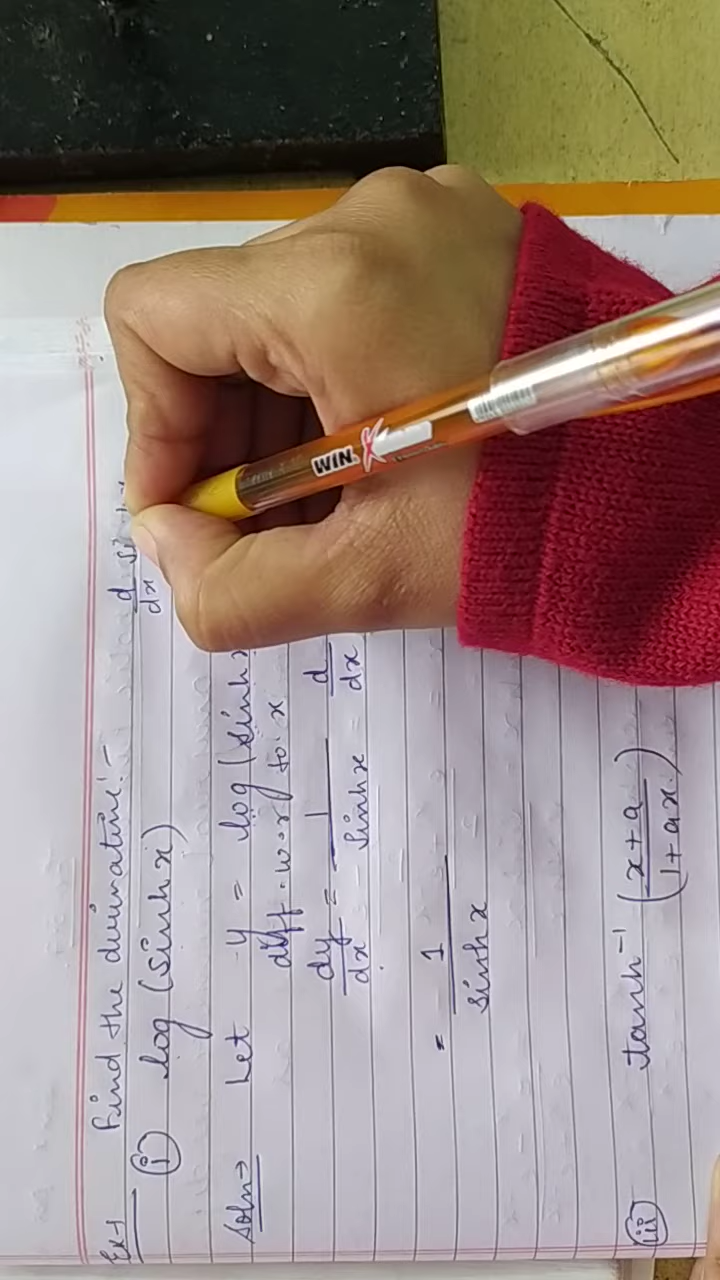 Ex-1 Find the derivative:-
(i) log (sinh x) d/dx
Soln→ Let y = log (sinh x
diff. w.r to x
dy/dx = 1/sinh x d/dx
= 1/sinh x
(ii) tanh⁻¹ (x+a/1+ax)
WIN X